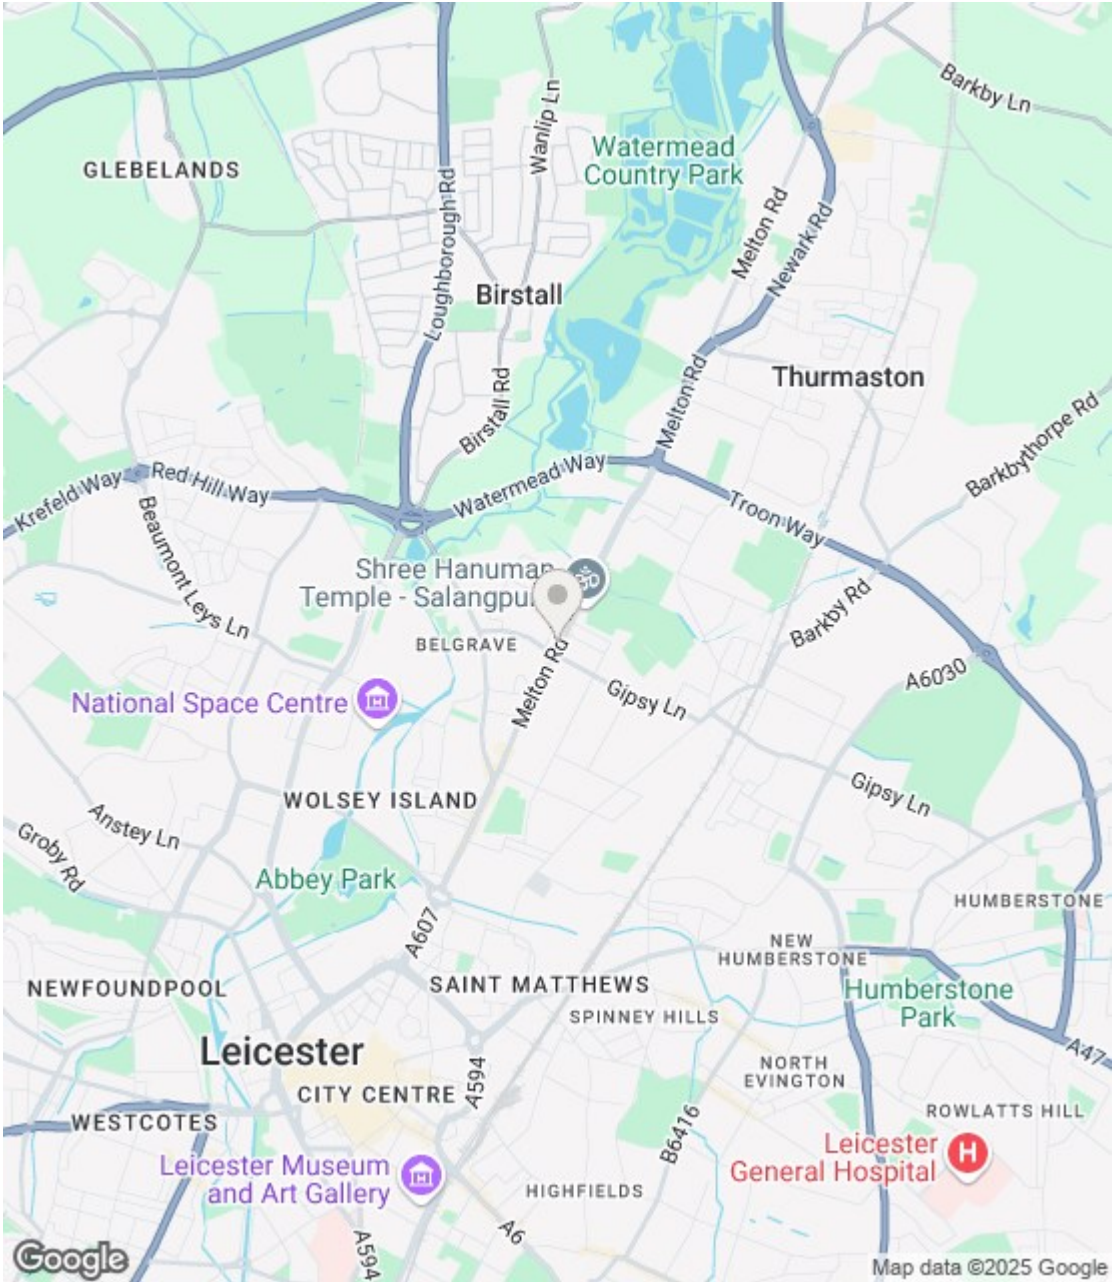 Barkby Ln
Wanlip Ln
Watermead
Country Park
GLEBELANDS
Loughborough Rd
Melton Rd
Newark Rd
Birstall
Thurmaston
Melton Rd
Birstall Rd
Barkbythorpe Rd
Krefeld Way
Red Hill Way
Watermead Way
Troon Way
Beaumont Leys Ln
Shree Hanuman
Temple - Salangpu
BELGRAVE
Barkby Rd
Melton Rd
Gipsy Ln
A6030
National Space Centre
Gipsy Ln
WOLSEY ISLAND
Anstey Ln
Groby Rd
Abbey Park
HUMBERSTONE
A607
NEW
HUMBERSTONE
SAINT MATTHEWS
NEWFOUNDPOOL
Humberstone
Park
SPINNEY HILLS
Leicester
A47
A594
NORTH
EVINGTON
CITY CENTRE
WESTCOTES
B6416
ROWLATTS HILL
Leicester
General Hospital
H
Leicester Museum
and Art Gallery
HIGHFIELDS
A6
A594
Google
Map data ©2025 Google